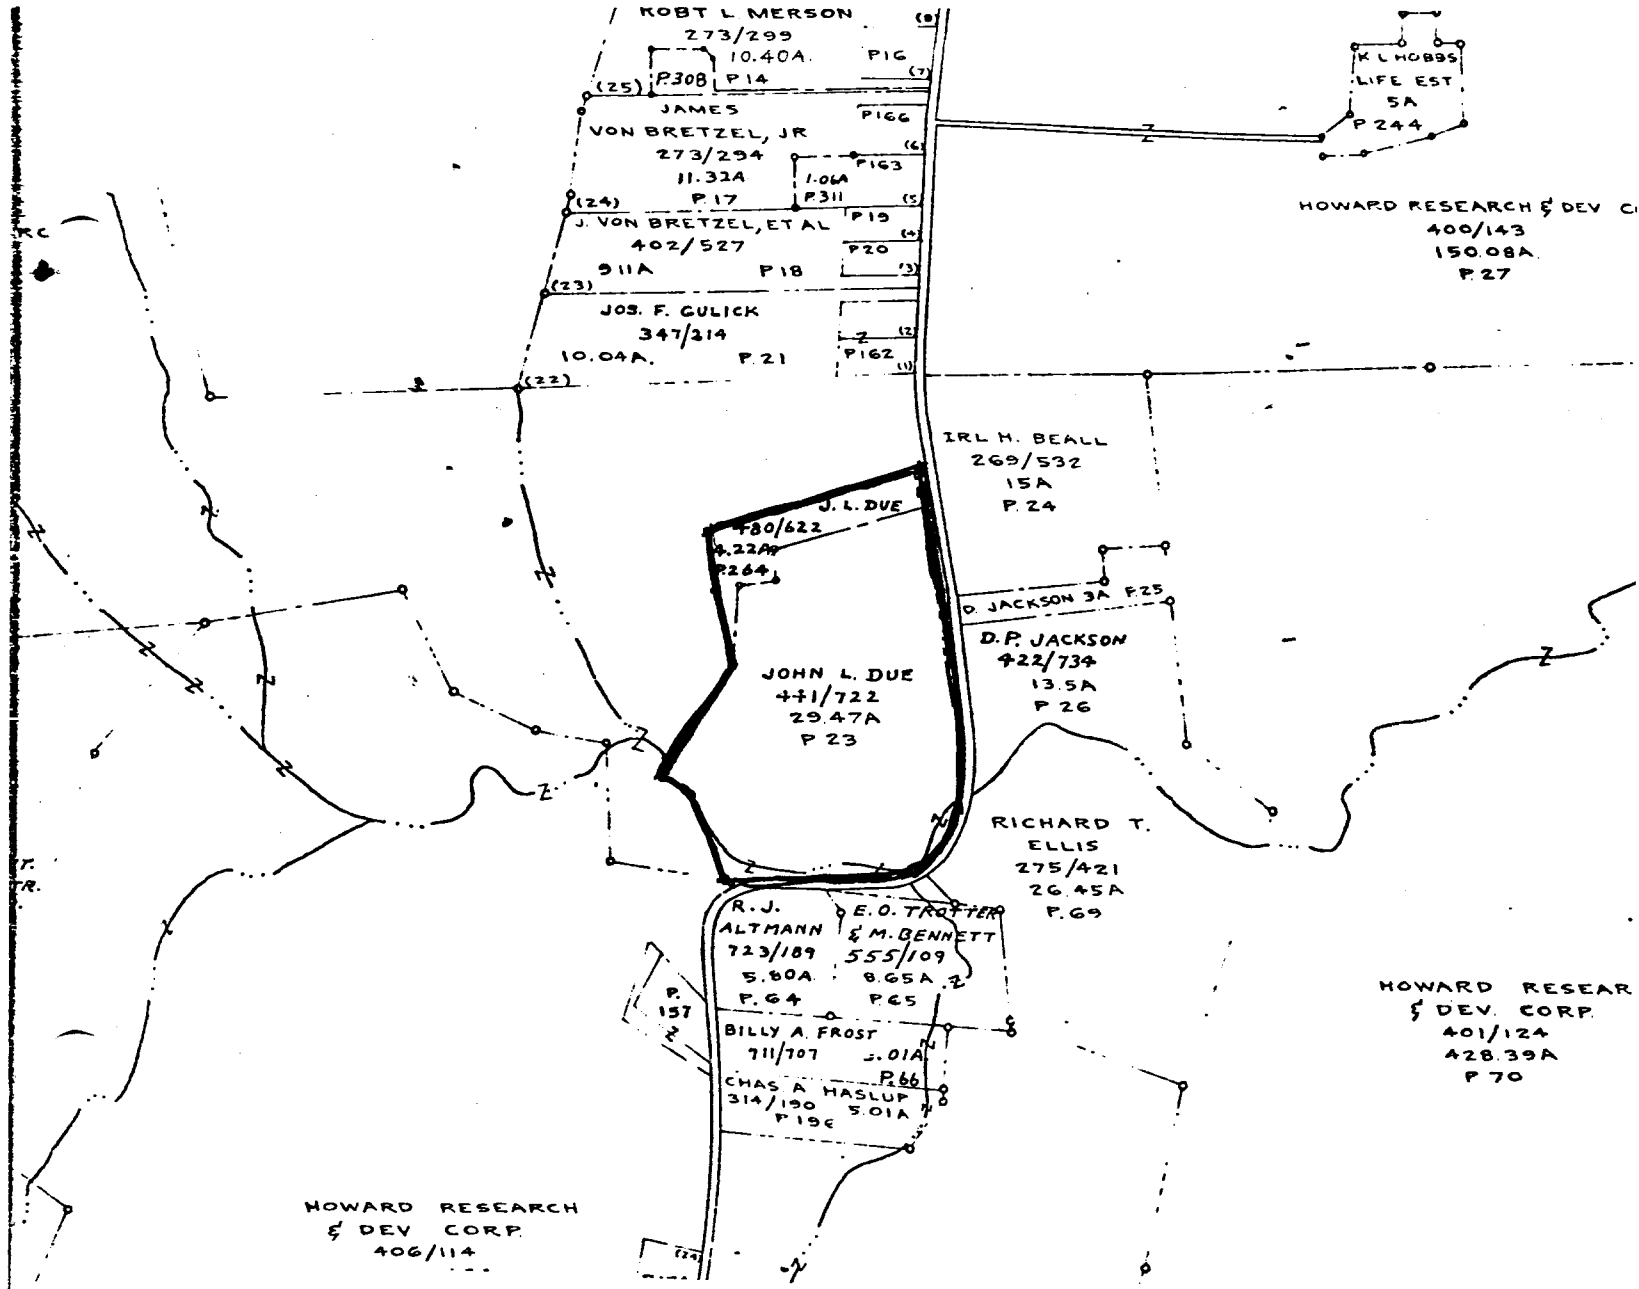 ROBT L. MERSON
273/299
10.40A.
P.308
P14
P16
(8)
(7)
(25)
JAMES
VON BRETZEL, JR
273/294
11.32A
P.17
P166
(6)
P163
1.06A
P.311
(5)
(24)
J. VON BRETZEL, ET AL
402/527
9.11A
P18
P19
(4)
P20
(3)
(23)
JOS. F. GULICK
347/214
10.04A.
P.21
(2)
P162
(1)
(22)
K L HOBBS
LIFE EST
5A
P244
HOWARD RESEARCH & DEV
400/143
150.08A
P.27
IRL H. BEALL
269/532
15A
P. 24
J. L. DUE
480/622
4.22A
P.264
D. JACKSON 3A P.25
D. P. JACKSON
422/734
13.5A
P 26
JOHN L. DUE
441/722
29.47A
P 23
RICHARD T.
ELLIS
275/421
26.45A
P. 69
R. J.
ALTMANN
723/189
5.80A
P. 64
E. O. TROTTER
& M. BENNETT
555/109
8.65A
P.65
P.
157
BILLY A. FROST
711/707
.01A
P.66
CHAS A HASLUP
314/190
5.01A
HOWARD RESEAR
& DEV. CORP.
401/124
428.39A
P 70
HOWARD RESEARCH
& DEV CORP.
406/114